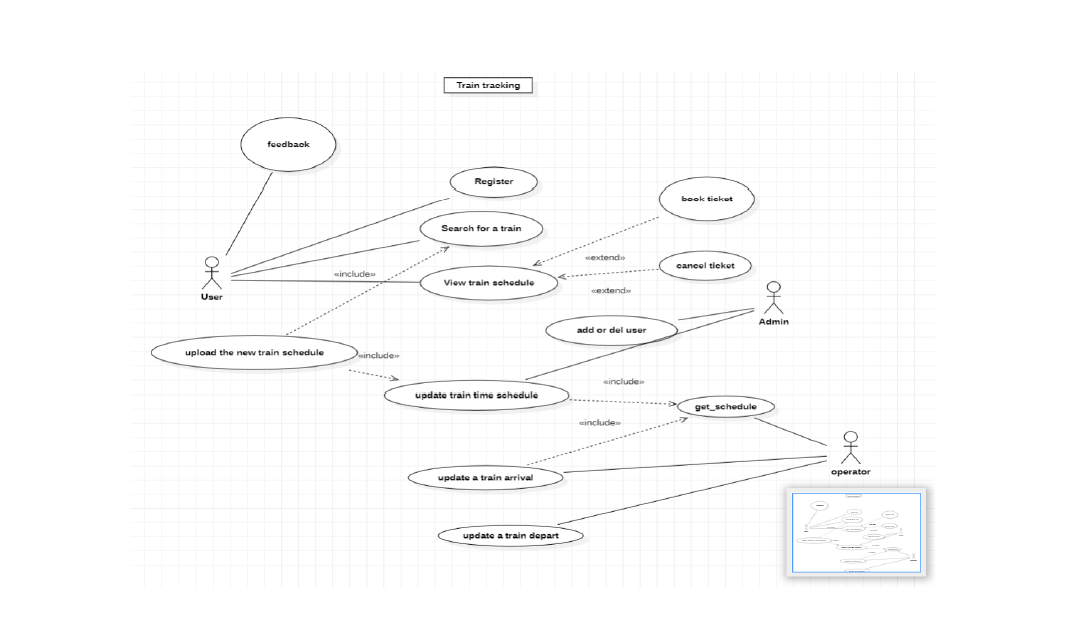 Train tracking
feedback
Register
book ticket
Search for a train
«extend»
cancel ticket
«include»
View train schedule
User
«extend»
Admin
add or del user
upload the new train schedule
«include»
«include»
update train time schedule
get_schedule
«include»
operator
update a train arrival
update a train depart